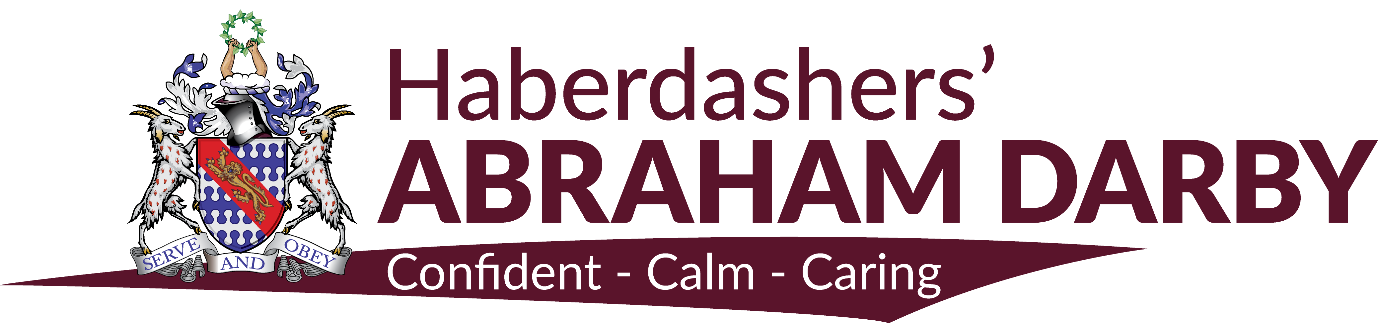 Haberdashers’
ABRAHAM DARBY
SERVE AND OBEY
Confident - Calm - Caring